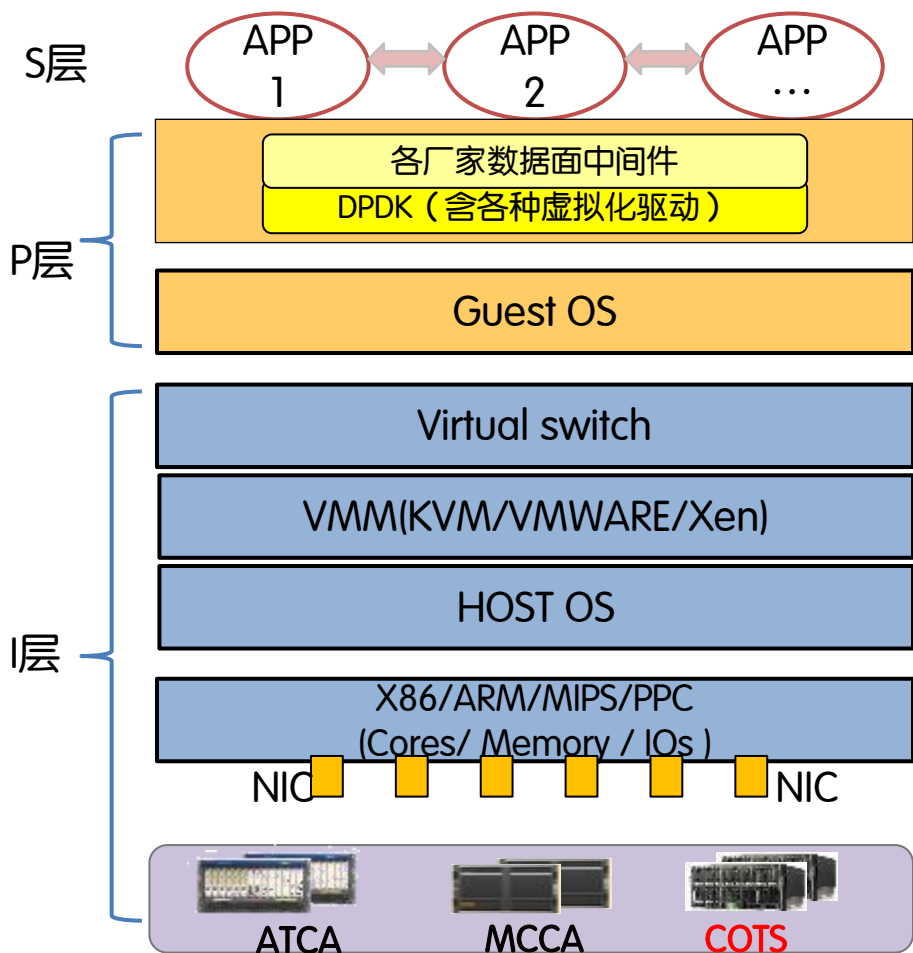 S层
APP
1
APP
2
APP
…
P层
各厂家数据面中间件
DPDK（含各种虚拟化驱动）
Guest OS
I层
Virtual switch
VMM(KVM/VMWARE/Xen)
HOST OS
X86/ARM/MIPS/PPC
(Cores/ Memory / IOs )
NIC
NIC
ATCA
MCCA
COTS